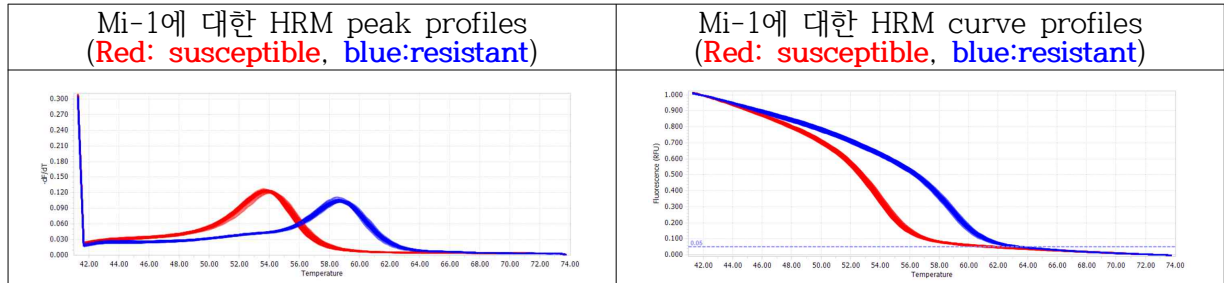 Mi-1에 대한 HRM peak profiles
(Red: susceptible, blue:resistant)
Mi-1에 대한 HRM curve profiles
(Red: susceptible, blue:resistant)
0.300
0.270
0.240
0.210
0.180
0.150
0.120
0.090
0.060
0.030
0.000
-dF/dT
42.00 44.00 46.00 48.00 50.00 52.00 54.00 56.00 58.00 60.00 62.00 64.00 66.00 68.00 70.00 72.00 74.00
Temperature
1.000
0.900
0.800
0.700
0.600
0.500
0.400
0.300
0.200
0.100
0.000
Fluorescence (RFU)
0.05
42.00 44.00 46.00 48.00 50.00 52.00 54.00 56.00 58.00 60.00 62.00 64.00 66.00 68.00 70.00 72.00 74.00
Temperature